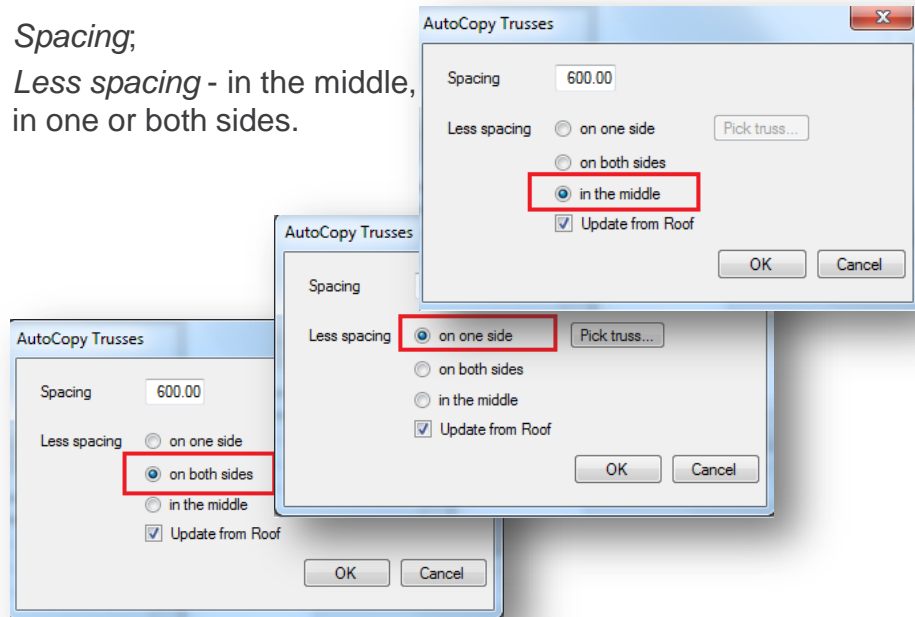 Spacing;
Less spacing - in the middle,
in one or both sides.
AutoCopy Trusses
Spacing 600.00
Less spacing on one side Pick truss...
on both sides
in the middle
Update from Roof
OK Cancel
AutoCopy Trusses
Spacing
Less spacing on one side Pick truss...
on both sides
in the middle
Update from Roof
OK Cancel
AutoCopy Trusses
Spacing 600.00
Less spacing on one side
on both sides
in the middle
Update from Roof
OK Cancel